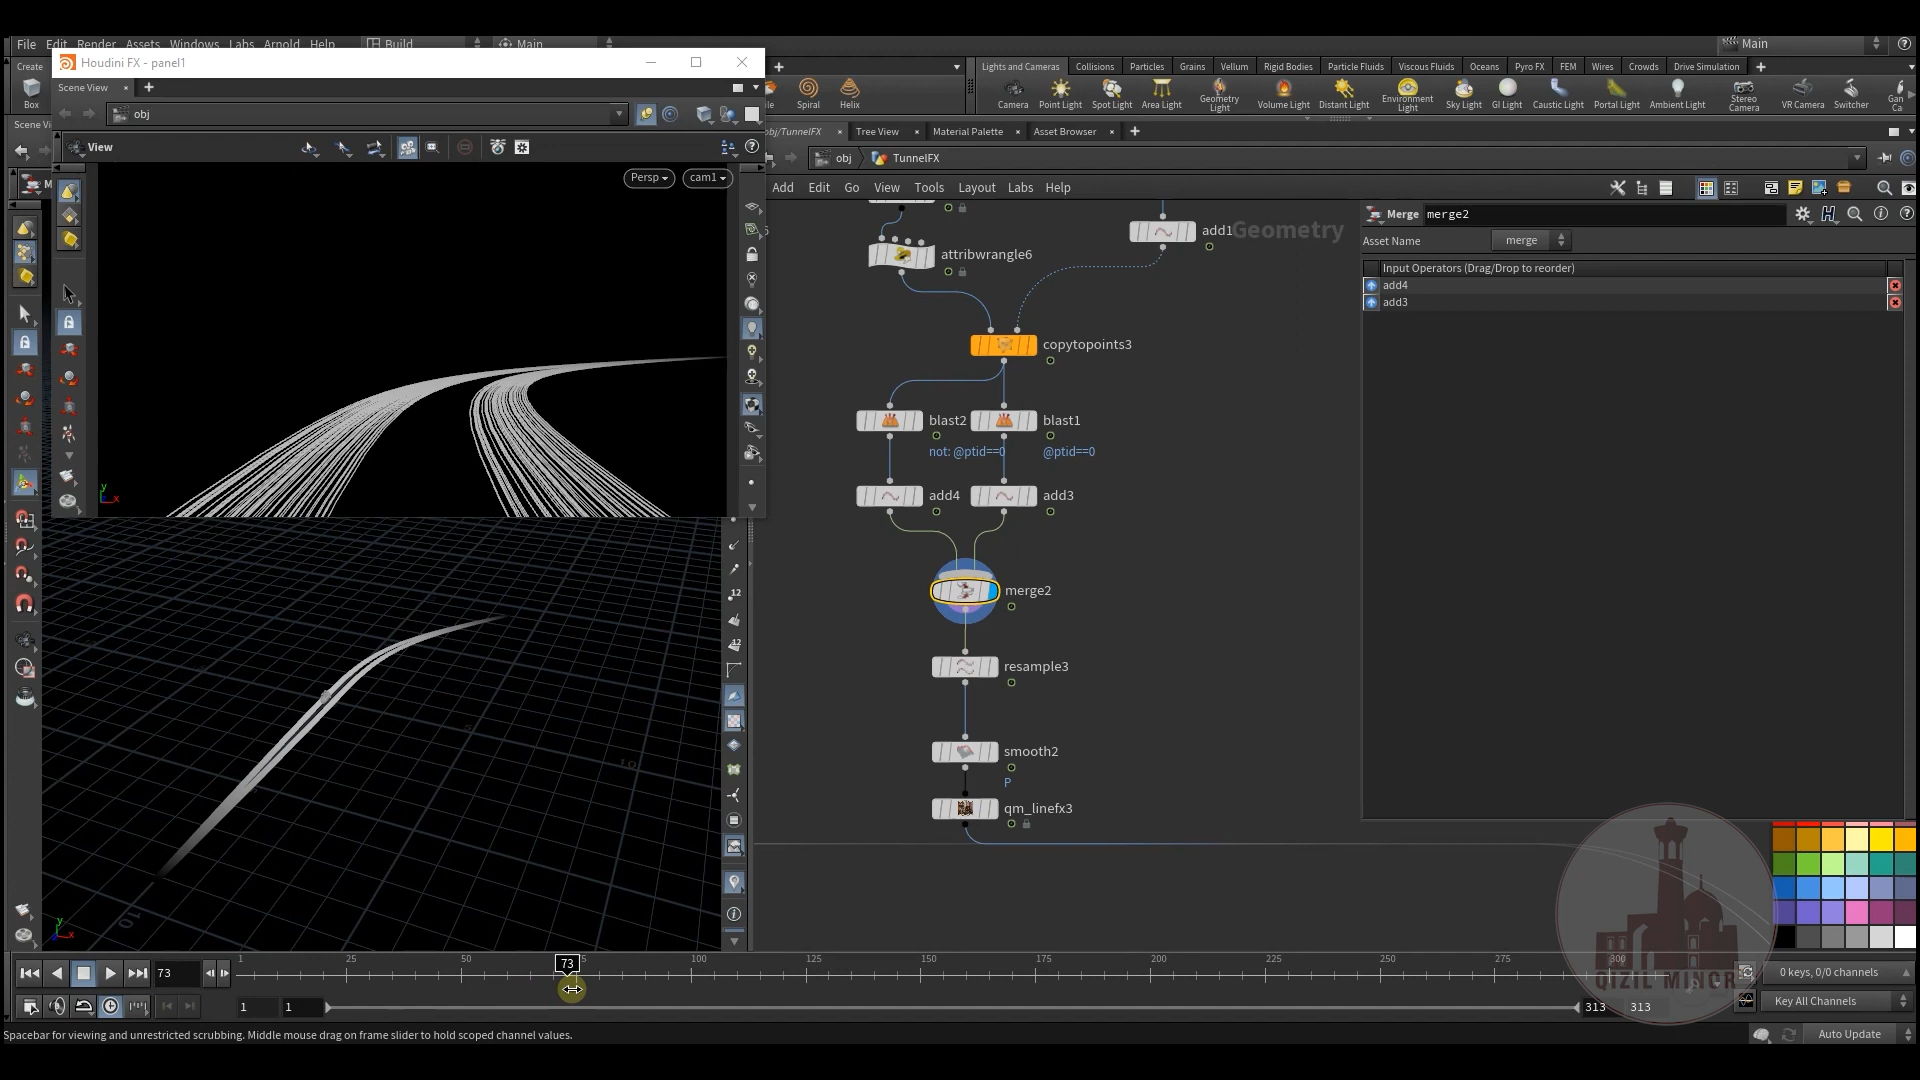 File Edit Render Assets Windows Labs Arnold Help Build Main Main
Houdini FX - panel1
Create
Box
Scene View
obj
View
Persp cam1
Spiral Helix
Lights and Cameras Collisions Particles Grains Vellum Rigid Bodies Particle Fluids Viscous Fluids Oceans Pyro FX FEM Wires Crowds Drive Simulation
Camera Point Light Spot Light Area Light Geometry Light Volume Light Distant Light Environment Light Sky Light GI Light Caustic Light Portal Light Ambient Light Stereo Camera VR Camera Switcher
obj/TunnelFX Tree View Material Palette Asset Browser
obj TunnelFX
Add Edit Go View Tools Layout Labs Help
Geometry
add1
attribwrangle6
copytopoints3
blast2 blast1
not: @ptid==0 @ptid==0
add4 add3
merge2
resample3
smooth2
P
qm_linefx3
Merge merge2
Asset Name merge
Input Operators (Drag/Drop to reorder)
add4
add3
12
12
10
10
QIZIL MINOR
73 1 25 50 73 100 125 150 175 200 225 250 275 300
0 keys, 0/0 channels
1 1 313 313
Key All Channels
Spacebar for viewing and unrestricted scrubbing. Middle mouse drag on frame slider to hold scoped channel values.
Auto Update